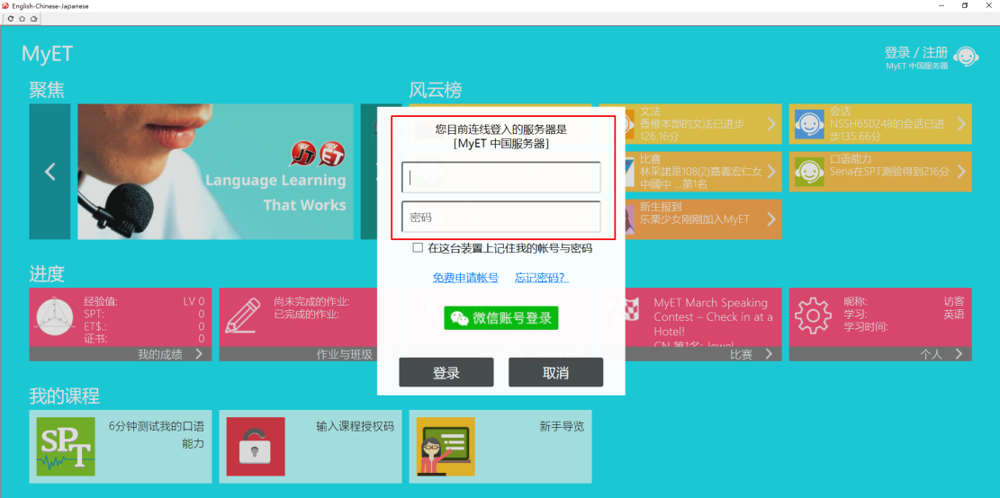 English-Chinese-Japanese
MyET
登录 / 注册
MyET 中国服务器
聚焦
风云榜
Language Learning
That Works
您目前连线登入的服务器是
[MyET 中国服务器]
密码
在这台装置上记住我的帐号与密码
免费申请帐号
忘记密码?
微信账号登录
登录
取消
文法
香椎本部的文法已进步
126.16分
会话
NSSH650248的会话已进
步135.66分
比赛
林采諾是108(2)嘉義宏仁女
中國中 ...第1名
口语能力
Sena在SPT测验得到216分
新生报到
乐栗少女刚刚加入MyET
进度
经验值: LV 0
SPT: 0
ET$.: 0
证书: 0
我的成绩
尚未完成的作业:
已完成的作业:
作业与班级
MyET March Speaking
Contest – Check in at a
Hotel!
CN 第1名: Jewel
比赛
昵称: 访客
学习: 英语
学习时间:
个人
我的课程
SPT
6分钟测试我的口语
能力
输入课程授权码
新手导览